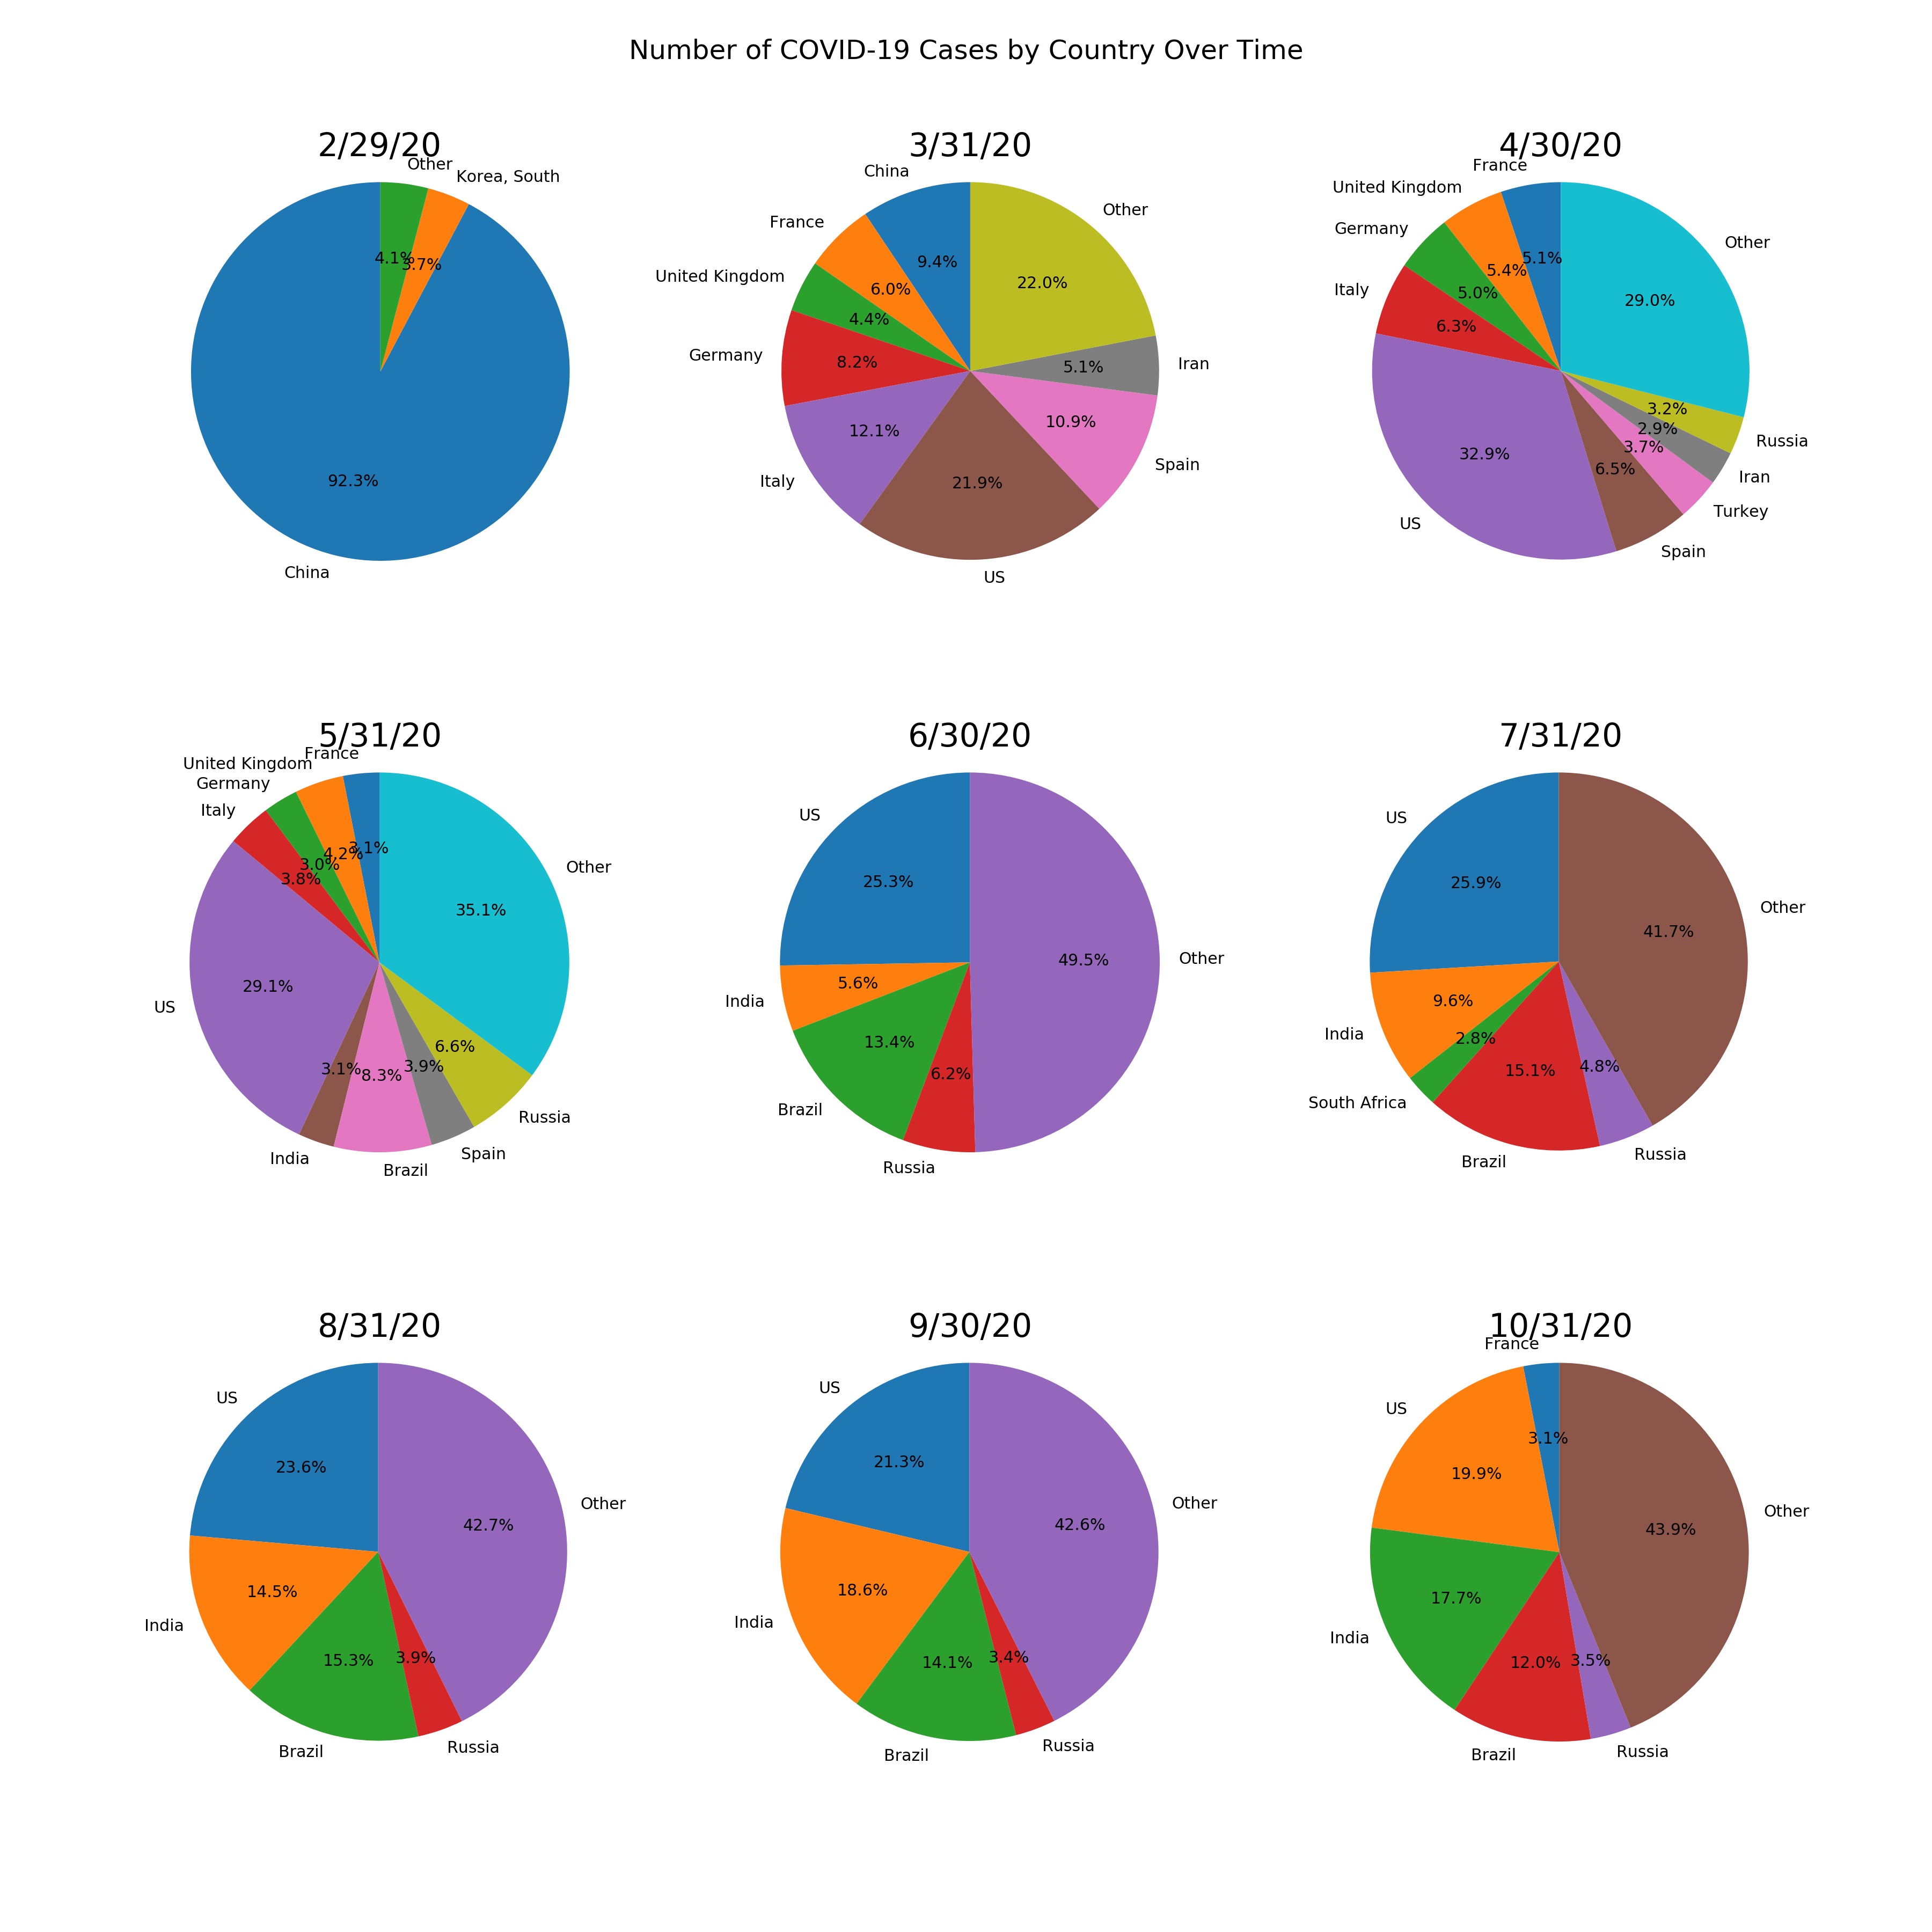 Number of COVID-19 Cases by Country Over Time
2/29/20
Other
Korea, South
4.1%
3.7%
92.3%
China
3/31/20
China
Other
France
9.4%
22.0%
United Kingdom
6.0%
4.4%
Germany
8.2%
5.1%
Iran
12.1%
10.9%
Italy
21.9%
Spain
US
4/30/20
France
United Kingdom
Germany
Other
5.1%
5.4%
5.0%
29.0%
Italy
6.3%
3.2%
2.9%
3.7%
Russia
32.9%
6.5%
Iran
US
Turkey
Spain
5/31/20
France
United Kingdom
Germany
Italy
3.1%
4.2%
3.0%
3.8%
Other
35.1%
29.1%
US
6.6%
3.1%
8.3%
3.9%
Russia
India
Brazil
Spain
6/30/20
US
25.3%
49.5%
Other
5.6%
India
13.4%
6.2%
Brazil
Russia
7/31/20
US
25.9%
Other
41.7%
9.6%
India
2.8%
15.1%
4.8%
South Africa
Brazil
Russia
8/31/20
US
23.6%
Other
42.7%
14.5%
India
15.3%
3.9%
Brazil
Russia
9/30/20
US
21.3%
Other
42.6%
18.6%
India
14.1%
3.4%
Brazil
Russia
10/31/20
France
US
3.1%
19.9%
Other
43.9%
17.7%
India
12.0%
3.5%
Brazil
Russia